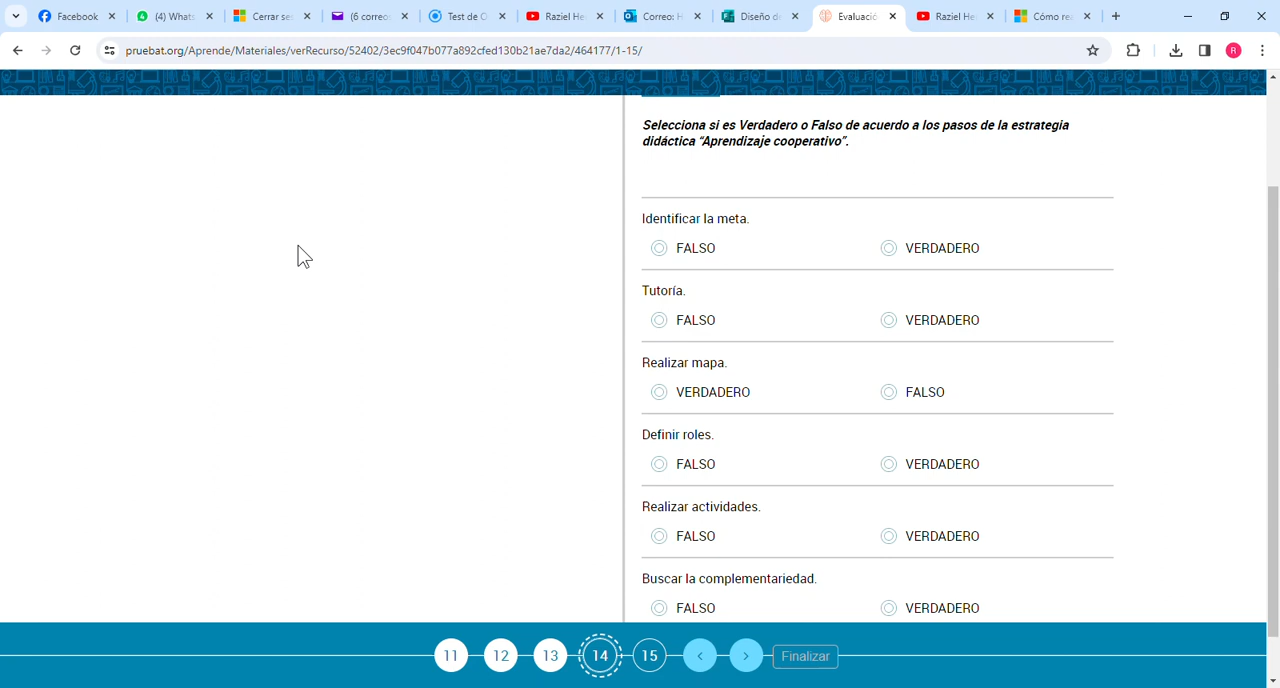 Facebook
(4) Whats
Cerrar se
(6 correo
Test de O
Raziel He
Correo: H
Diseño d
Evaluació
Raziel He
Cómo re
pruebat.org/Aprende/Materiales/verRecurso/52402/3ec9f047b077a892cfed130b21ae7da2/464177/1-15/
R
Selecciona si es Verdadero o Falso de acuerdo a los pasos de la estrategia
didáctica "Aprendizaje cooperativo".
Identificar la meta.
FALSO VERDADERO
Tutoría.
FALSO VERDADERO
Realizar mapa.
VERDADERO FALSO
Definir roles.
FALSO VERDADERO
Realizar actividades.
FALSO VERDADERO
Buscar la complementariedad.
FALSO VERDADERO
11 12 13 14 15 ‹ › Finalizar